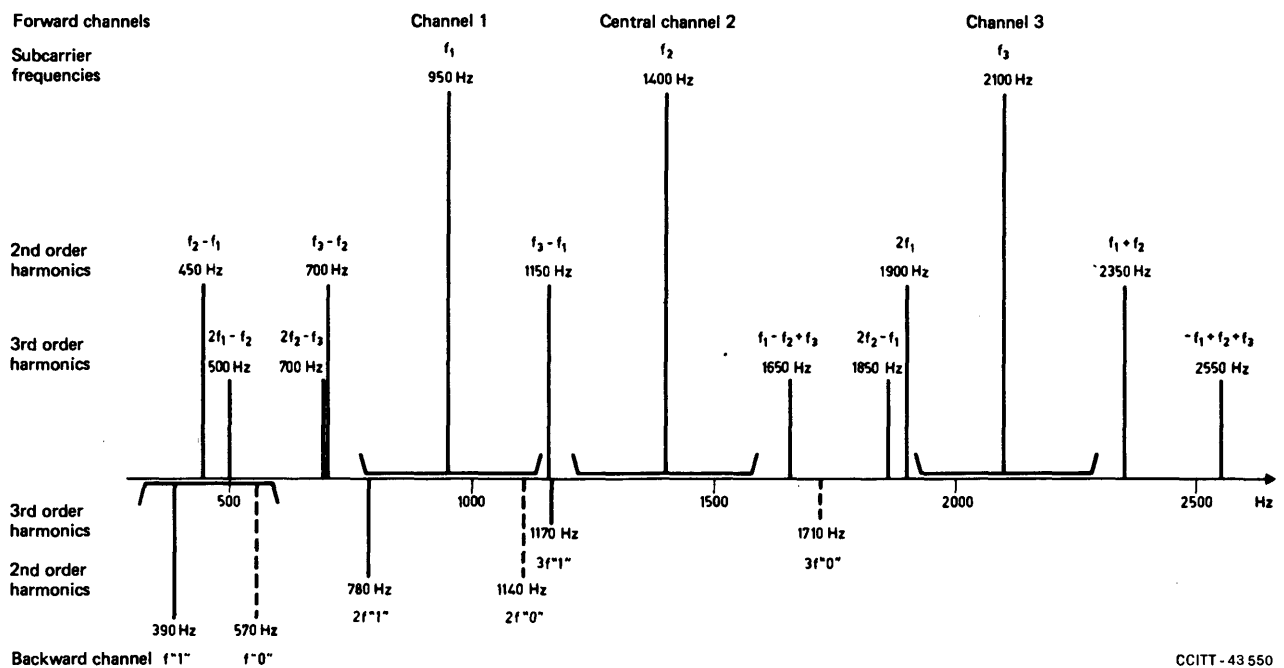 Forward channels
Channel 1
Central channel 2
Channel 3
Subcarrier
frequencies
f₁
950 Hz
f₂
1400 Hz
f₃
2100 Hz
2nd order
harmonics
f₂ - f₁
450 Hz
f₃ - f₂
700 Hz
f₃ - f₁
1150 Hz
2f₁
1900 Hz
f₁ + f₂
2350 Hz
3rd order
harmonics
2f₁ - f₂
500 Hz
2f₂ - f₃
700 Hz
f₁ - f₂ + f₃
1650 Hz
2f₂ - f₁
1850 Hz
-f₁ + f₂ + f₃
2550 Hz
500
1000
1500
2000
2500
Hz
3rd order
harmonics
1170 Hz
3f"1"
1710 Hz
3f"0"
2nd order
harmonics
780 Hz
2f"1"
1140 Hz
2f"0"
390 Hz
570 Hz
Backward channel f"1" f"0"
CCITT - 43 550